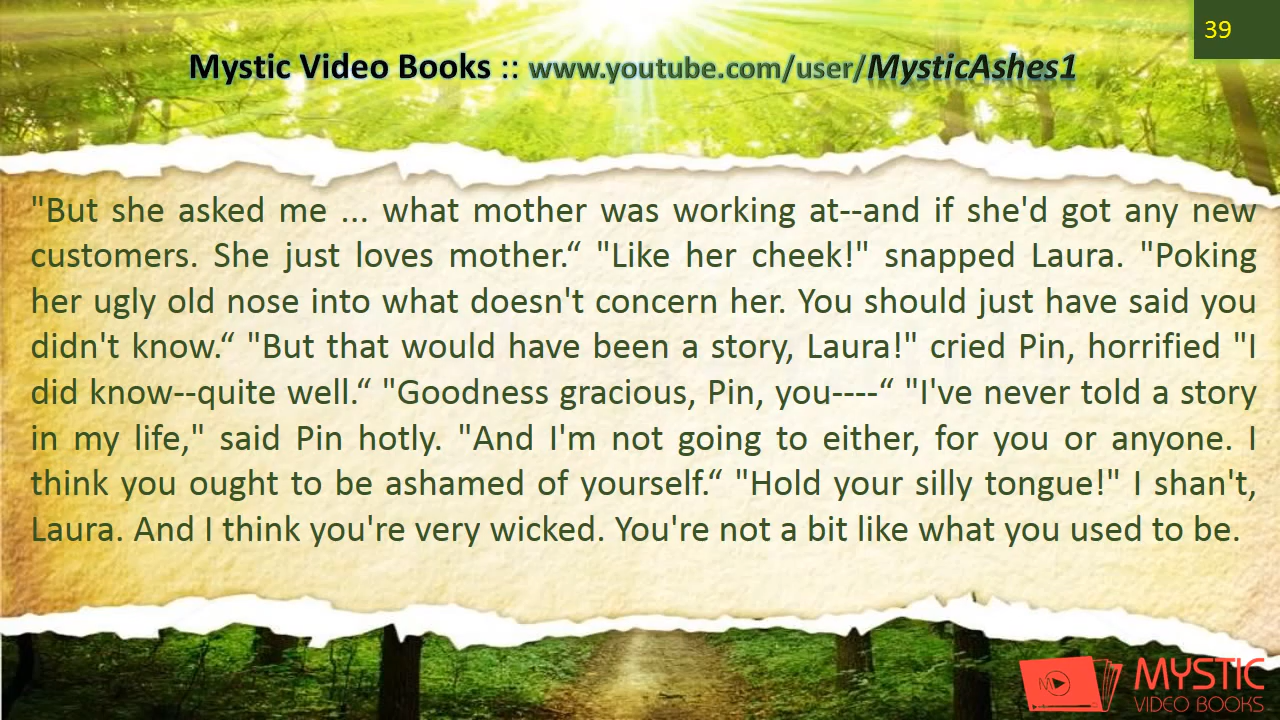 39
Mystic Video Books :: www.youtube.com/user/MysticAshes1
"But she asked me ... what mother was working at--and if she'd got any new
customers. She just loves mother.“ "Like her cheek!" snapped Laura. "Poking
her ugly old nose into what doesn't concern her. You should just have said you
didn't know.“ "But that would have been a story, Laura!" cried Pin, horrified "I
did know--quite well.“ "Goodness gracious, Pin, you----“ "I've never told a story
in my life," said Pin hotly. "And I'm not going to either, for you or anyone. I
think you ought to be ashamed of yourself.“ "Hold your silly tongue!" I shan't,
Laura. And I think you're very wicked. You're not a bit like what you used to be.
MYSTIC
VIDEO BOOKS